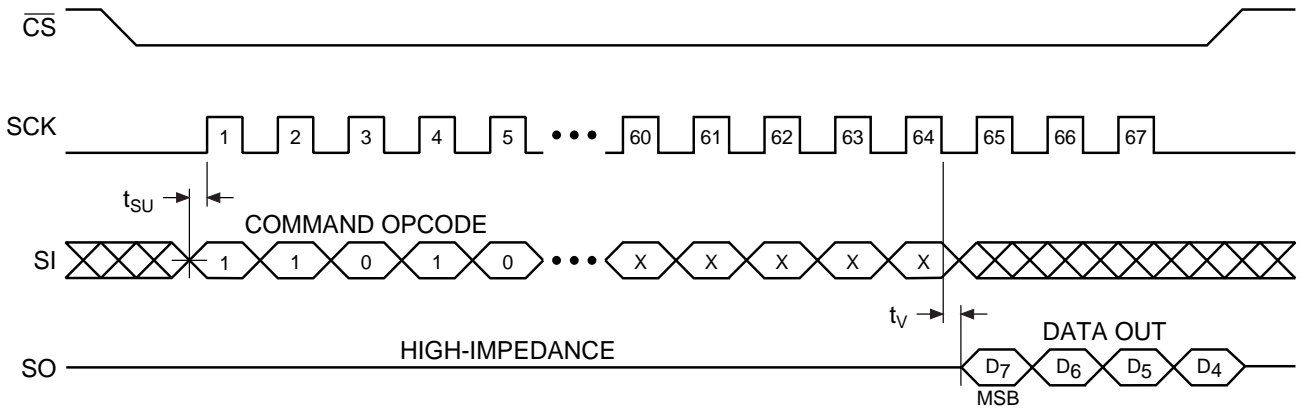 CS
SCK 1 2 3 4 5 ••• 60 61 62 63 64 65 66 67
tSU
COMMAND OPCODE
SI 1 1 0 1 0 ••• X X X X X
tV
HIGH-IMPEDANCE
DATA OUT
SO D7 D6 D5 D4
MSB